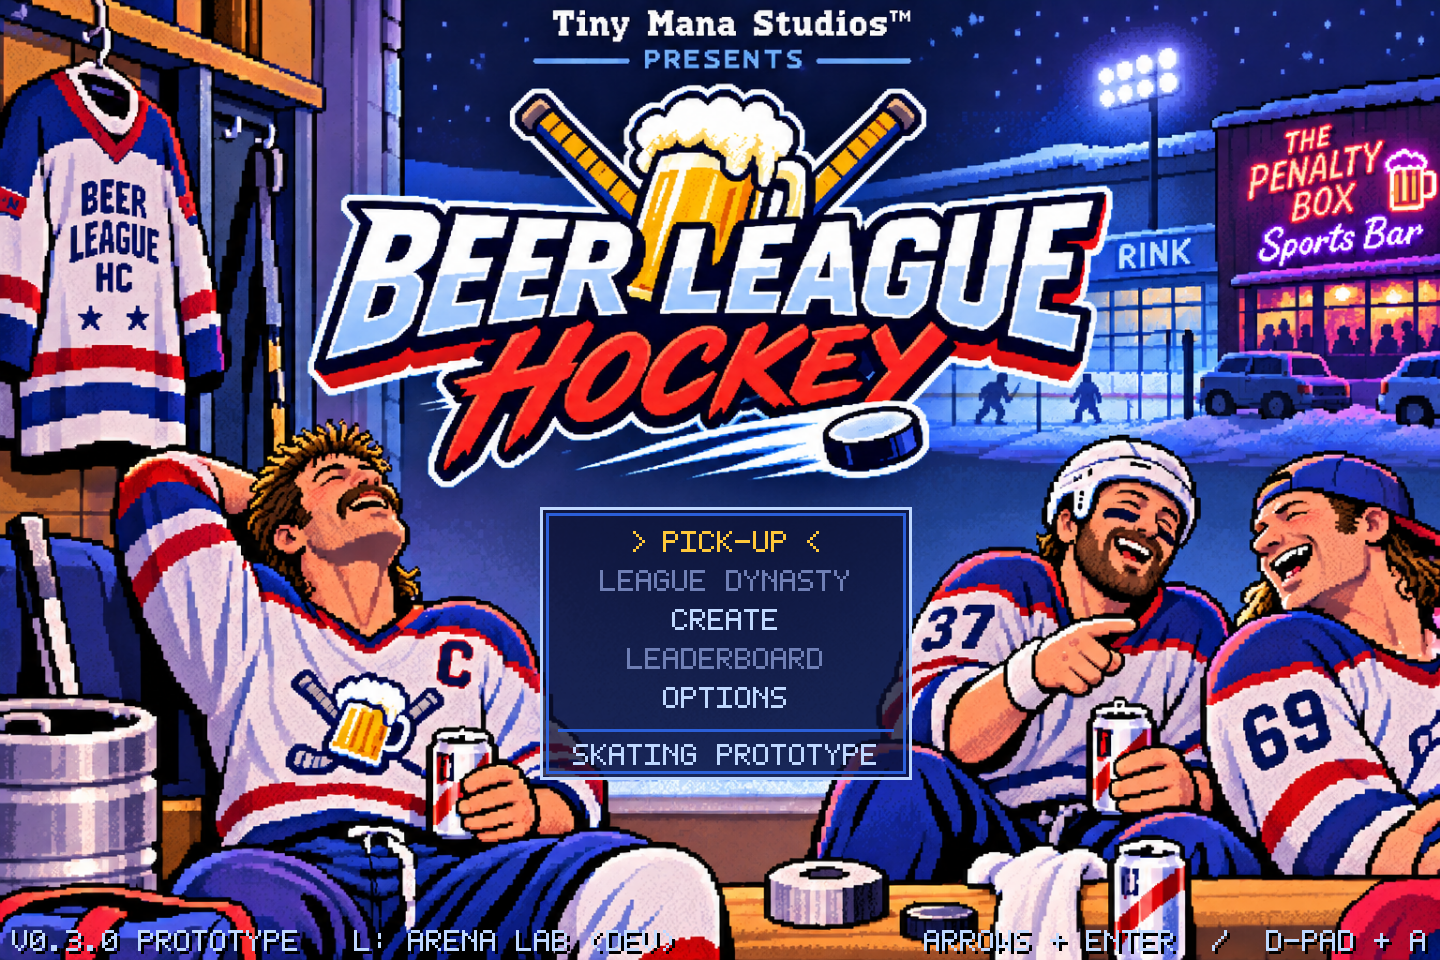 Tiny Mana Studios™
PRESENTS
BEER LEAGUE
HOCKEY
BEER
LEAGUE
HC
THE
PENALTY
BOX
Sports Bar
RINK
> PICK-UP <
LEAGUE DYNASTY
CREATE
LEADERBOARD
OPTIONS
SKATING PROTOTYPE
C
37
69
V0.3.0 PROTOTYPE L: ARENA LAB (DEV)
ARROWS + ENTER / D-PAD + A